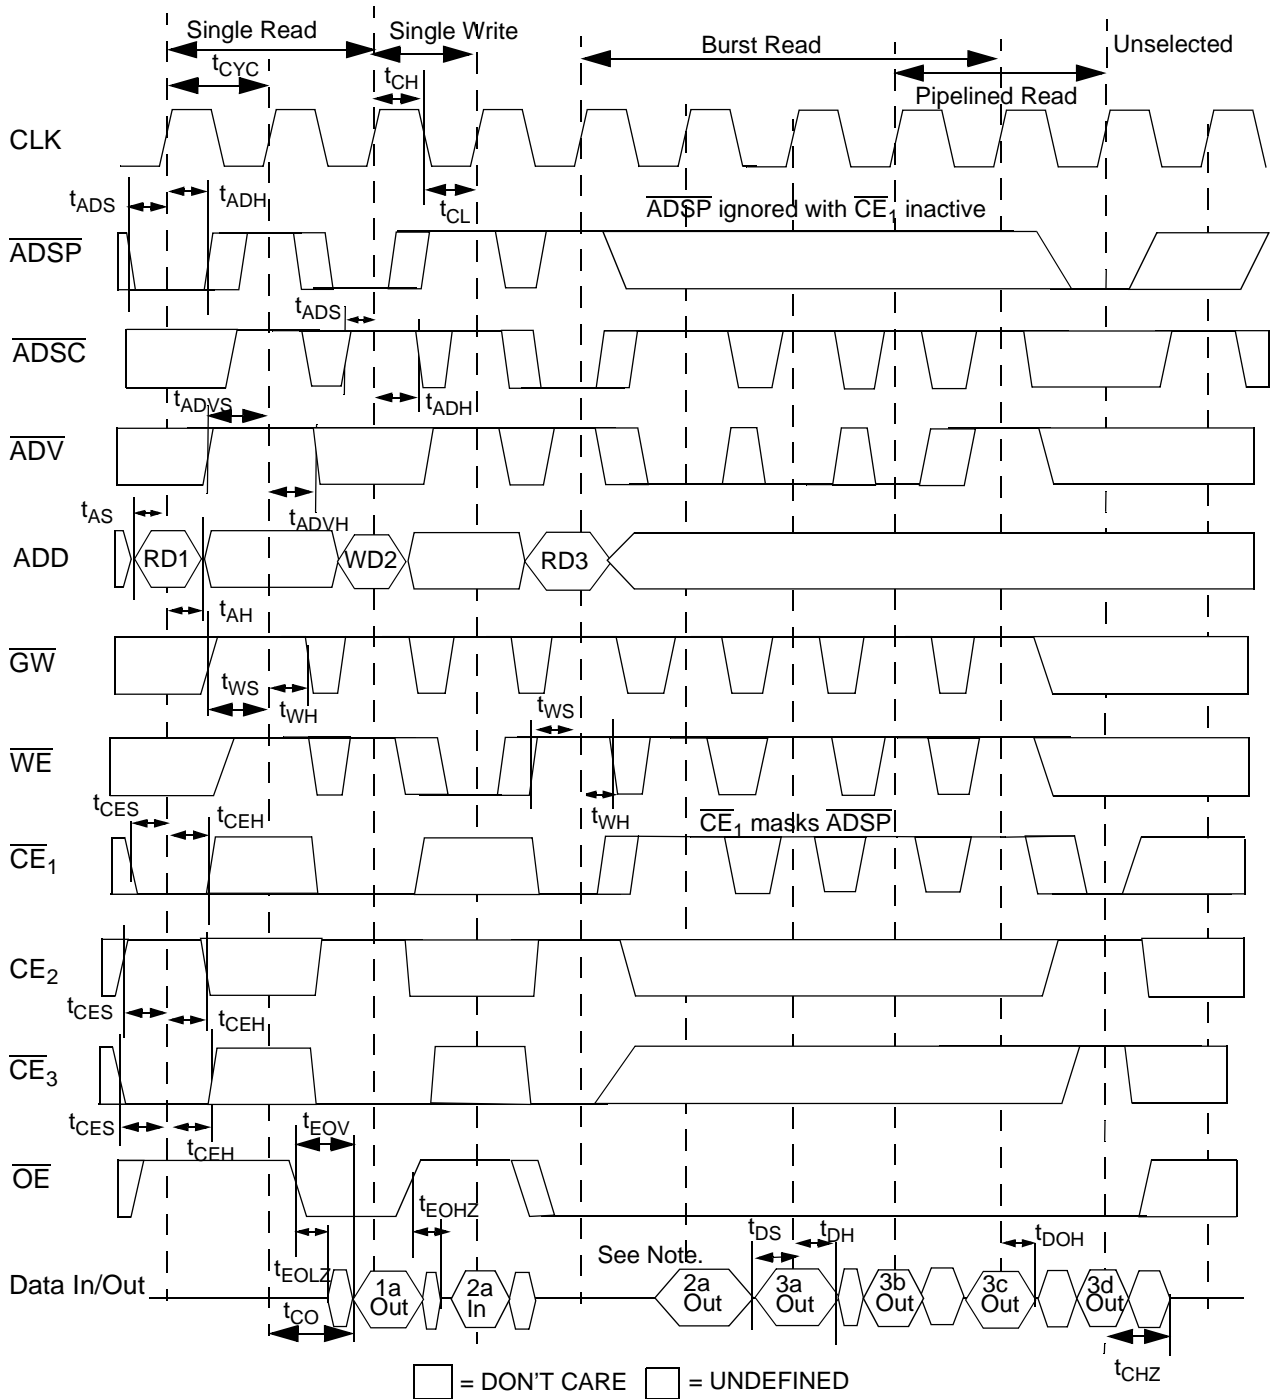 Single Read Single Write Burst Read Unselected
tCYC tCH Pipelined Read
CLK
tADS tADH tCL ADSP ignored with CE1 inactive
ADSP
tADS
ADSC
tADVS tADH
ADV
tAS tADVH
ADD RD1 WD2 RD3
tAH
GW
tWS tWH tWS
WE
tCES tCEH tWH CE1 masks ADSP
CE1
CE2
tCES tCEH
CE3
tCES tCEH tEOV
OE
tEOHZ tDS tDH tDOH
See Note.
tEOLZ
Data In/Out 1a Out 2a In 2a Out 3a Out 3b Out 3c Out 3d Out
tCO tCHZ
= DON'T CARE = UNDEFINED